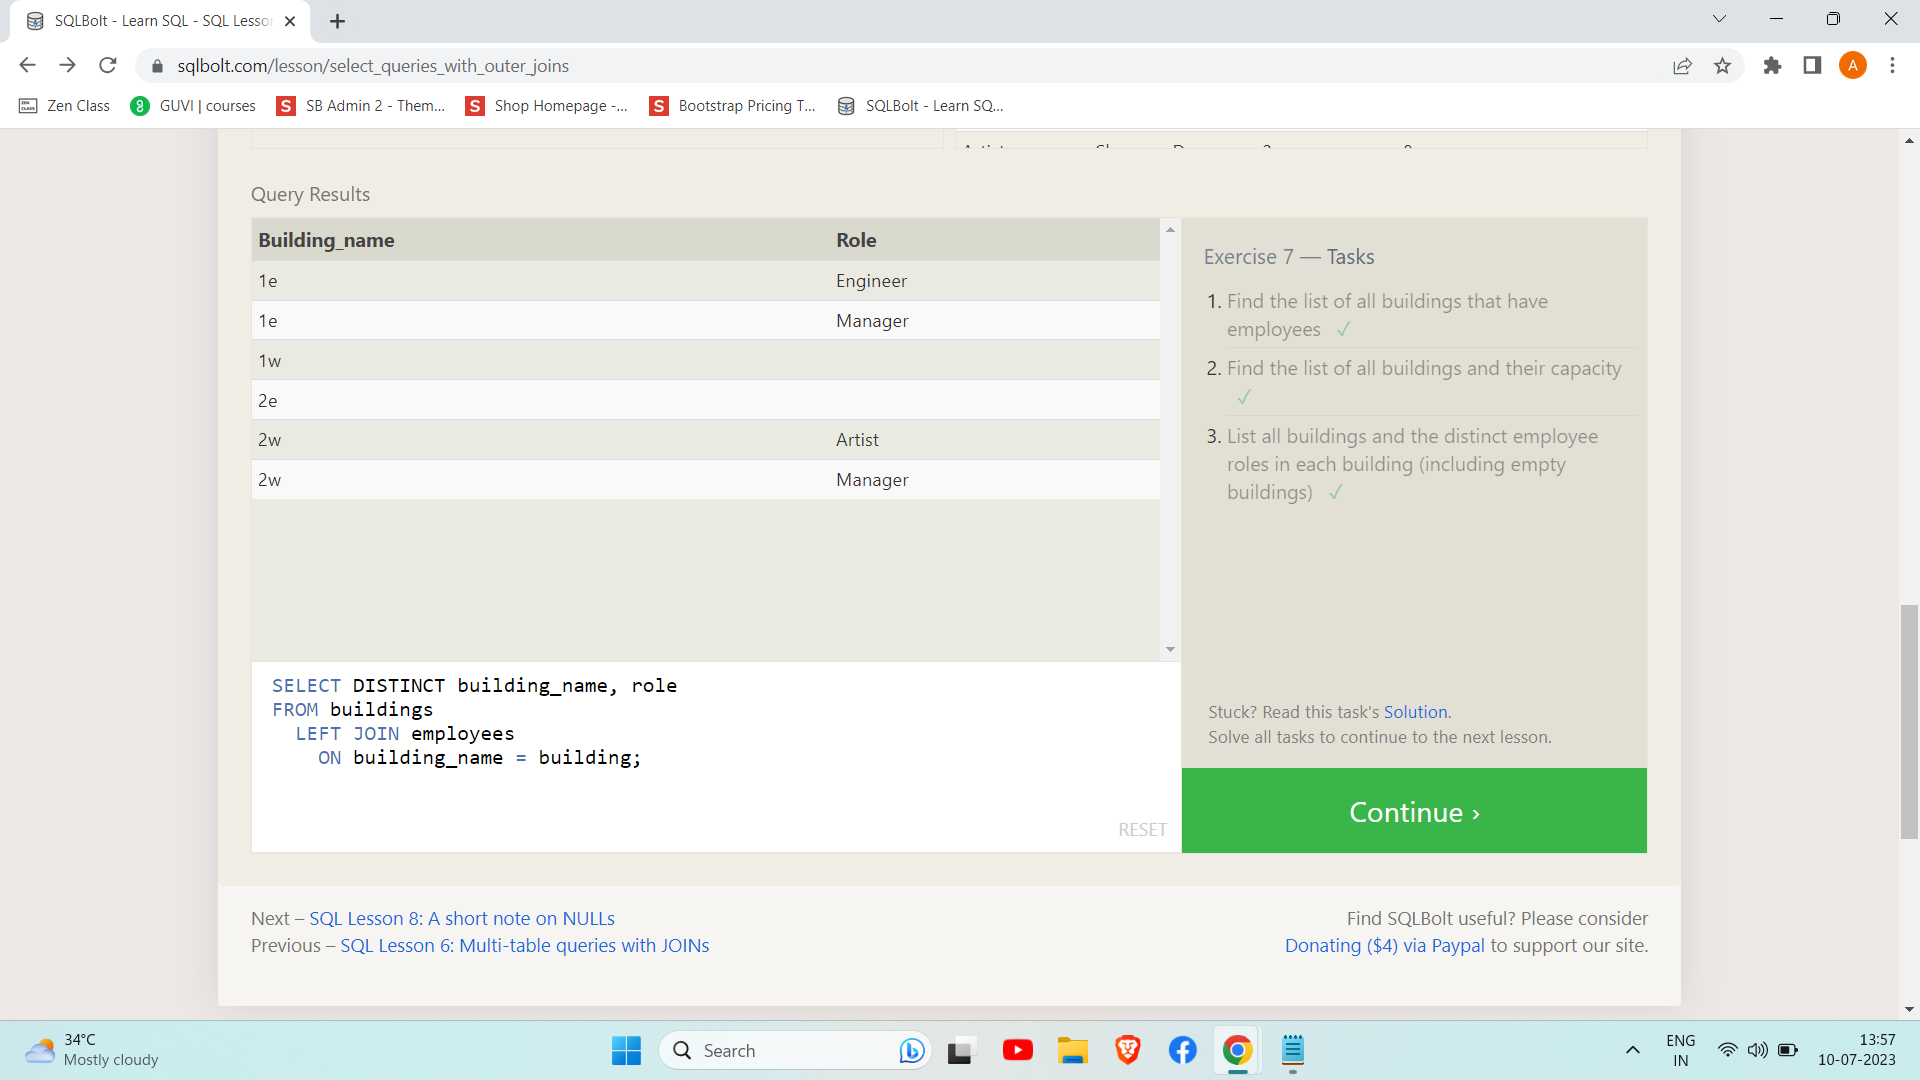 SQLBolt - Learn SQL - SQL Lesson
sqlbolt.com/lesson/select_queries_with_outer_joins
A
Zen Class
GUVI | courses
S SB Admin 2 - Them...
S Shop Homepage -...
S Bootstrap Pricing T...
SQLBolt - Learn SQ...
Query Results
Building_name Role
1e Engineer
1e Manager
1w
2e
2w Artist
2w Manager
Exercise 7 — Tasks
1. Find the list of all buildings that have
employees ✓
2. Find the list of all buildings and their capacity
✓
3. List all buildings and the distinct employee
roles in each building (including empty
buildings) ✓
SELECT DISTINCT building_name, role
FROM buildings
LEFT JOIN employees
ON building_name = building;
RESET
Stuck? Read this task's Solution.
Solve all tasks to continue to the next lesson.
Continue ›
Next – SQL Lesson 8: A short note on NULLs
Previous – SQL Lesson 6: Multi-table queries with JOINs
Find SQLBolt useful? Please consider
Donating ($4) via Paypal to support our site.
34°C
Mostly cloudy
Search
ENG
IN
13:57
10-07-2023